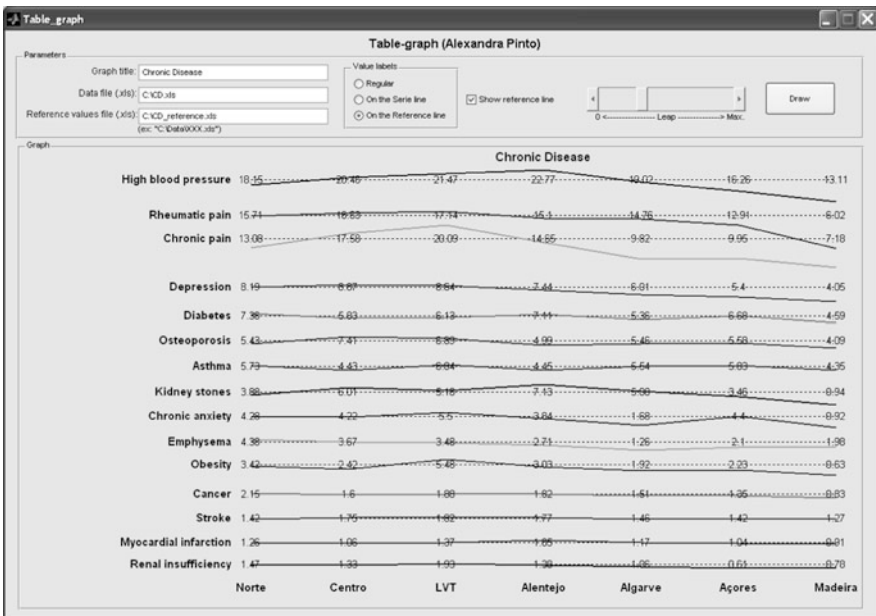 Table_graph
Table-graph (Alexandra Pinto)
Parameters
Graph title: Chronic Disease
Data file (.xls): C:\CD.xls
Reference values file (.xls): C:\CD_reference.xls
(ex: "C:\Data\XXX.xls")
Value labels
Regular
On the Serie line
On the Reference line
Show reference line
0 <-------------- Leap --------------> Max.
Draw
Graph
Chronic Disease
High blood pressure 18.15 20.46 21.47 22.77 19.02 16.26 13.11
Rheumatic pain 15.71 16.83 17.14 15.1 14.76 12.91 6.02
Chronic pain 13.08 17.58 20.09 14.65 9.82 9.95 7.18
Depression 8.19 8.87 8.64 7.44 6.01 5.4 4.05
Diabetes 7.38 5.83 6.13 7.11 5.36 6.68 4.59
Osteoporosis 5.43 7.41 6.89 4.99 5.46 5.58 4.09
Asthma 5.73 4.43 6.04 4.45 5.54 5.03 4.35
Kidney stones 3.88 6.01 5.18 7.13 5.08 3.46 0.94
Chronic anxiety 4.28 4.22 5.5 3.84 1.68 4.4 0.92
Emphysema 4.38 3.67 3.48 2.71 1.26 2.1 1.98
Obesity 3.42 2.42 5.48 3.03 1.92 2.23 0.63
Cancer 2.15 1.6 1.88 1.82 1.51 1.35 0.83
Stroke 1.42 1.75 1.82 1.77 1.46 1.42 1.27
Myocardial infarction 1.26 1.06 1.37 1.65 1.17 1.04 0.81
Renal insufficiency 1.47 1.33 1.93 1.38 1.06 0.61 0.78
Norte Centro LVT Alentejo Algarve Açores Madeira